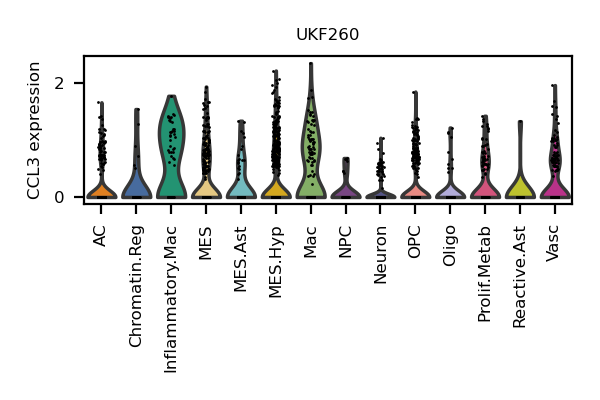 UKF260
CCL3 expression
2
0
AC
Chromatin.Reg
Inflammatory.Mac
MES
MES.Ast
MES.Hyp
Mac
NPC
Neuron
OPC
Oligo
Prolif.Metab
Reactive.Ast
Vasc